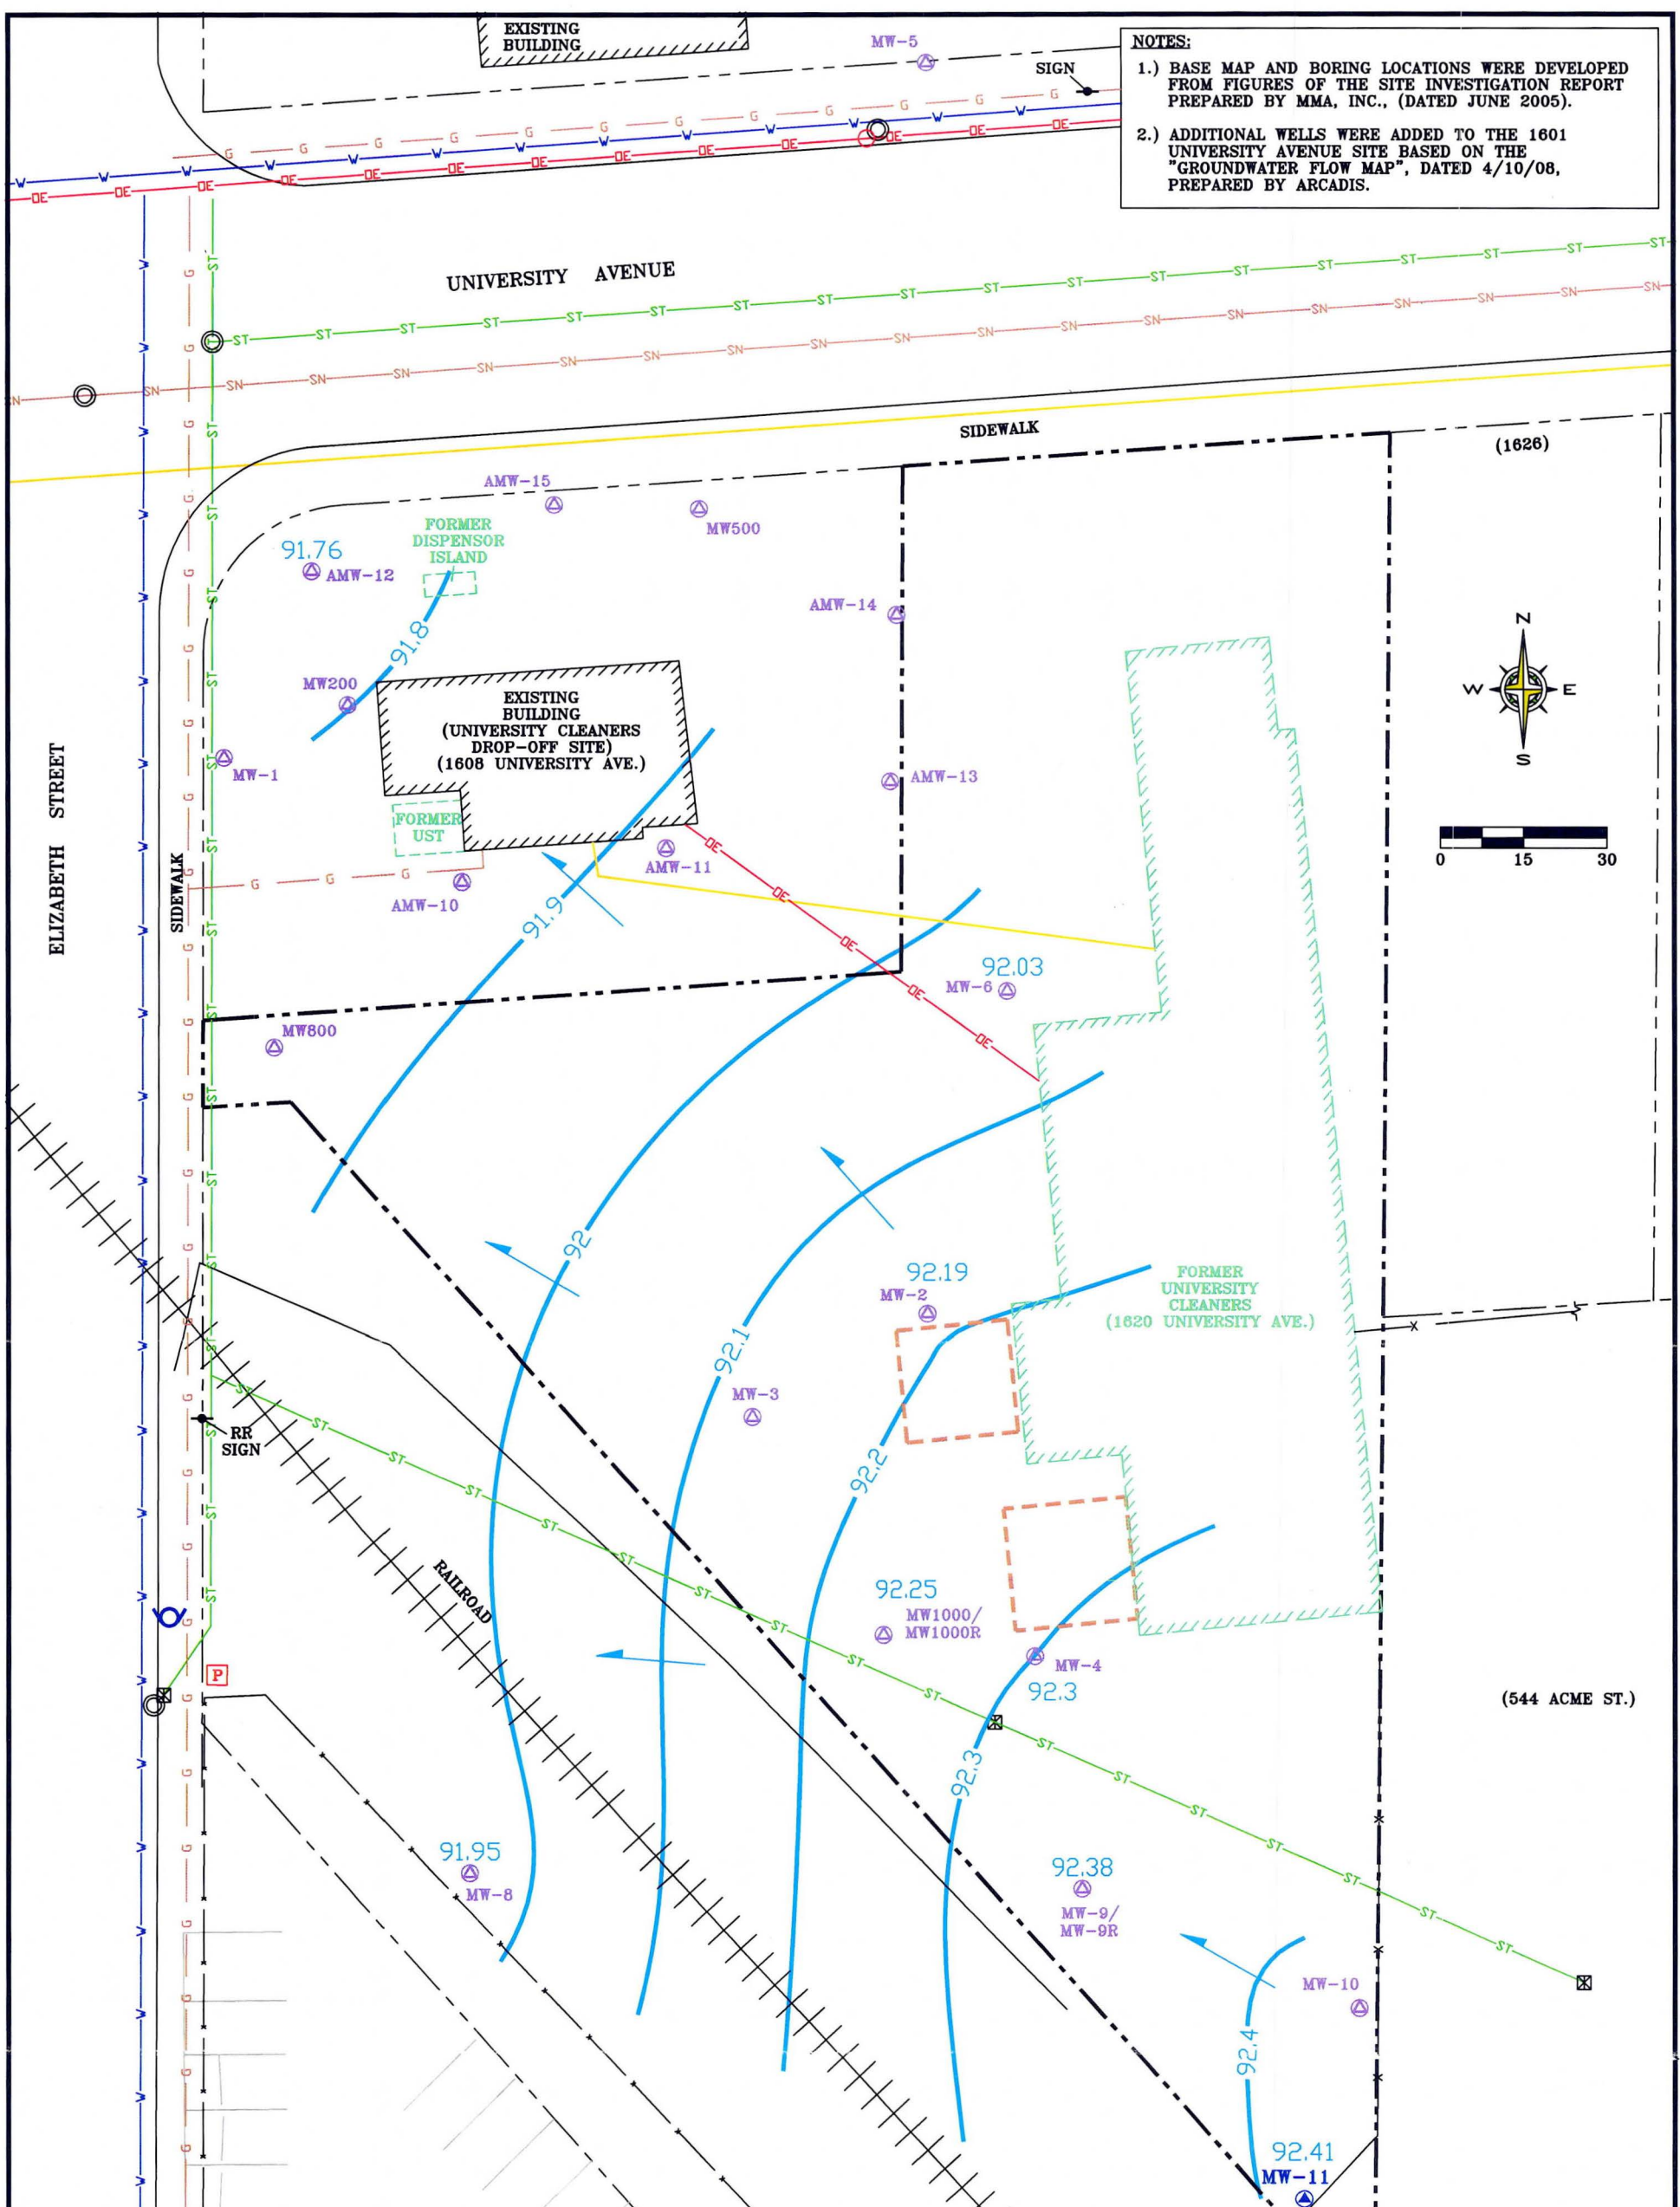 EXISTING
BUILDING
MW-5
SIGN
NOTES:
1.) BASE MAP AND BORING LOCATIONS WERE DEVELOPED
FROM FIGURES OF THE SITE INVESTIGATION REPORT
PREPARED BY MMA, INC., (DATED JUNE 2005).
2.) ADDITIONAL WELLS WERE ADDED TO THE 1601
UNIVERSITY AVENUE SITE BASED ON THE
"GROUNDWATER FLOW MAP", DATED 4/10/08,
PREPARED BY ARCADIS.
UNIVERSITY AVENUE
SIDEWALK
(1626)
AMW-15
MW500
FORMER
DISPENSOR
ISLAND
91.76
AMW-12
AMW-14
91.8
MW200
EXISTING
BUILDING
(UNIVERSITY CLEANERS
DROP-OFF SITE)
(1608 UNIVERSITY AVE.)
N
W
E
S
MW-1
AMW-13
FORMER
UST
0 15 30
ELIZABETH STREET
SIDEWALK
AMW-11
AMW-10
91.9
92.03
MW-6
MW800
92
92.19
MW-2
FORMER
UNIVERSITY
CLEANERS
(1620 UNIVERSITY AVE.)
92.1
MW-3
RR
SIGN
92.2
RAILROAD
92.25
MW1000/
MW1000R
P
MW-4
92.3
(544 ACME ST.)
92.3
91.95
MW-8
92.38
MW-9/
MW-9R
MW-10
92.4
92.41
MW-11
G
W
OE
ST
SN
X